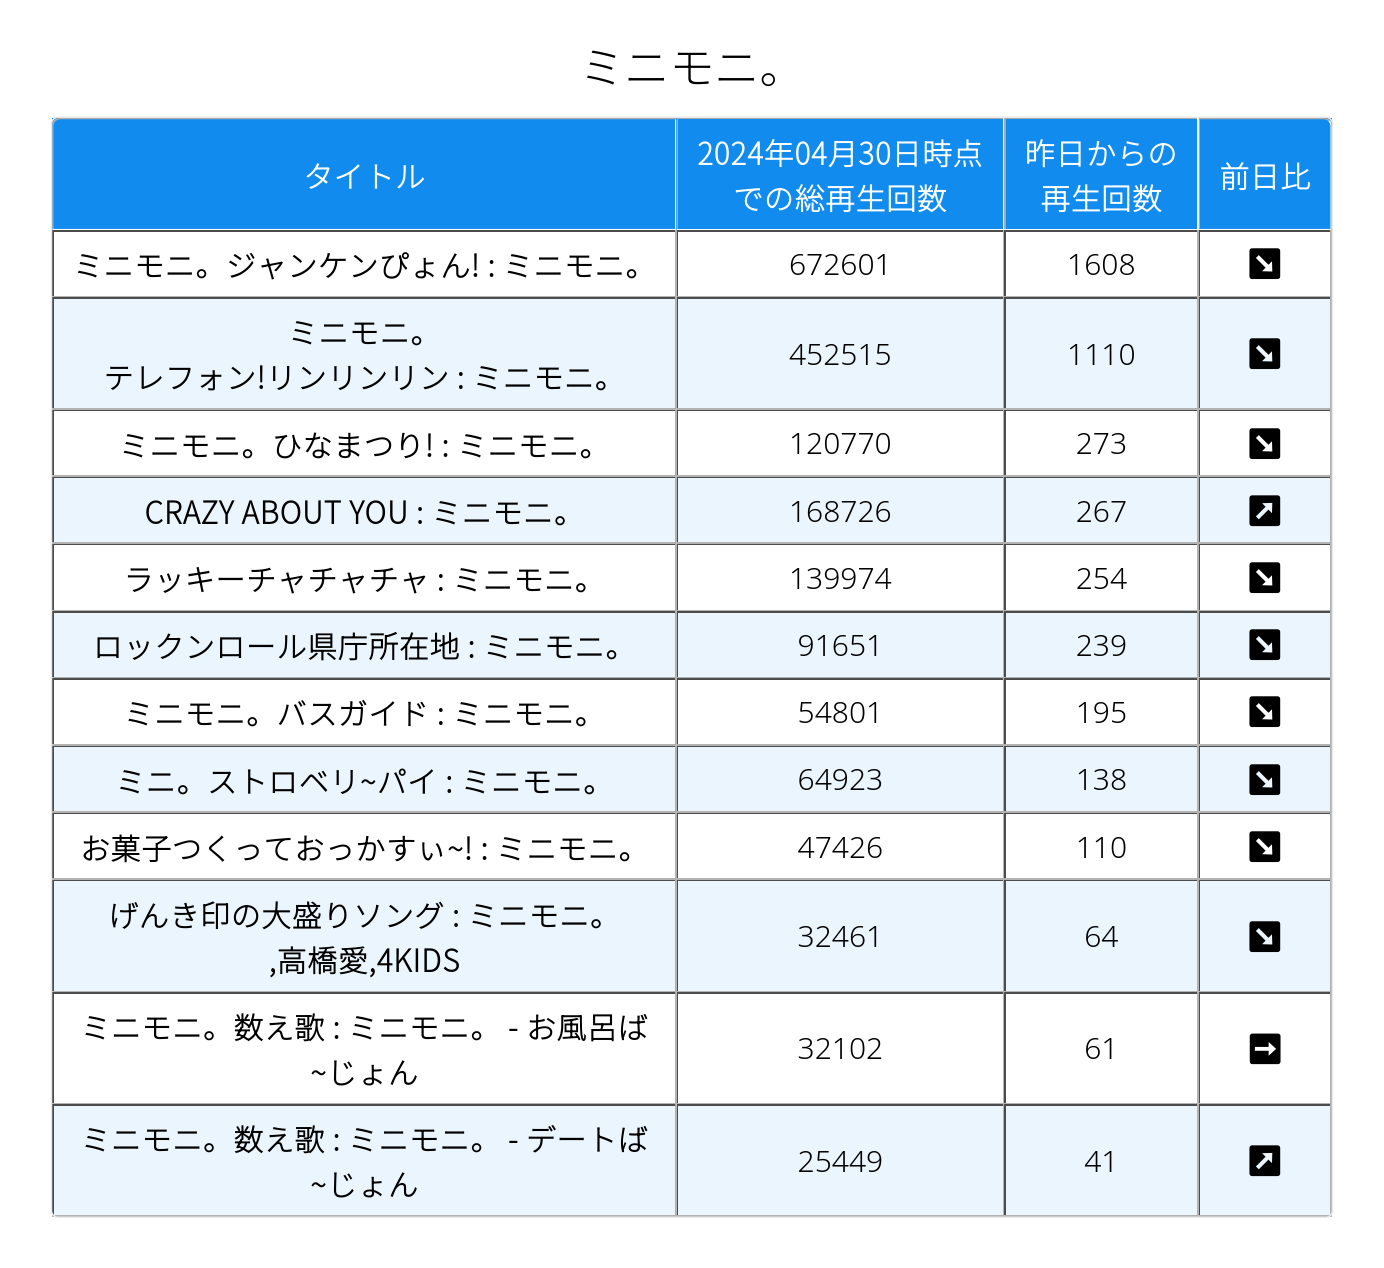 ミニモニ。
タイトル
2024年04月30日時点
での総再生回数
昨日からの
再生回数
前日比
ミニモニ。ジャンケンぴょん! : ミニモニ。
672601
1608
↘
ミニモニ。
テレフォン!リンリンリン : ミニモニ。
452515
1110
↘
ミニモニ。ひなまつり! : ミニモニ。
120770
273
↘
CRAZY ABOUT YOU : ミニモニ。
168726
267
↗
ラッキーチャチャチャ : ミニモニ。
139974
254
↘
ロックンロール県庁所在地 : ミニモニ。
91651
239
↘
ミニモニ。バスガイド : ミニモニ。
54801
195
↘
ミニ。ストロベリ~パイ : ミニモニ。
64923
138
↘
お菓子つくっておっかすぃ~! : ミニモニ。
47426
110
↘
げんき印の大盛りソング : ミニモニ。
,高橋愛,4KIDS
32461
64
↘
ミニモニ。数え歌 : ミニモニ。 - お風呂ば
~じょん
32102
61
→
ミニモニ。数え歌 : ミニモニ。 - デートば
~じょん
25449
41
↗